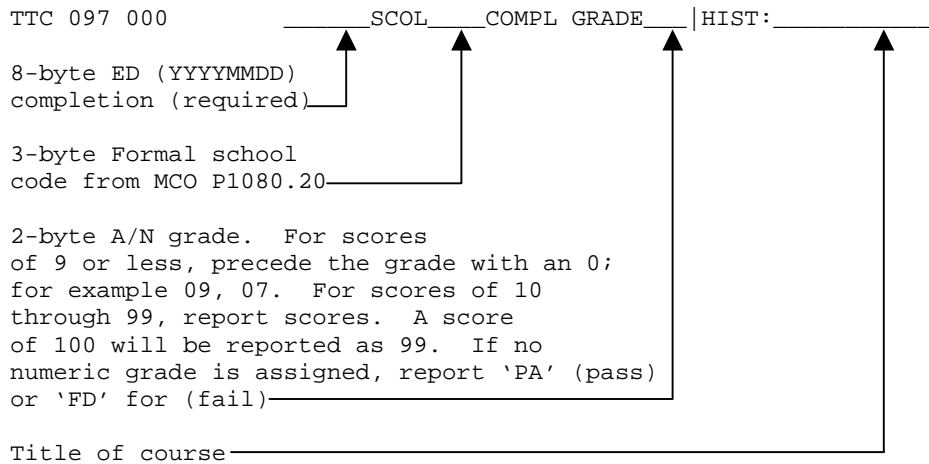 TTC 097 000 ______SCOL____COMPL GRADE___|HIST:___________
8-byte ED (YYYYMMDD)
completion (required)
3-byte Formal school
code from MCO P1080.20
2-byte A/N grade. For scores
of 9 or less, precede the grade with an 0;
for example 09, 07. For scores of 10
through 99, report scores. A score
of 100 will be reported as 99. If no
numeric grade is assigned, report ‘PA’ (pass)
or ‘FD’ for (fail)
Title of course